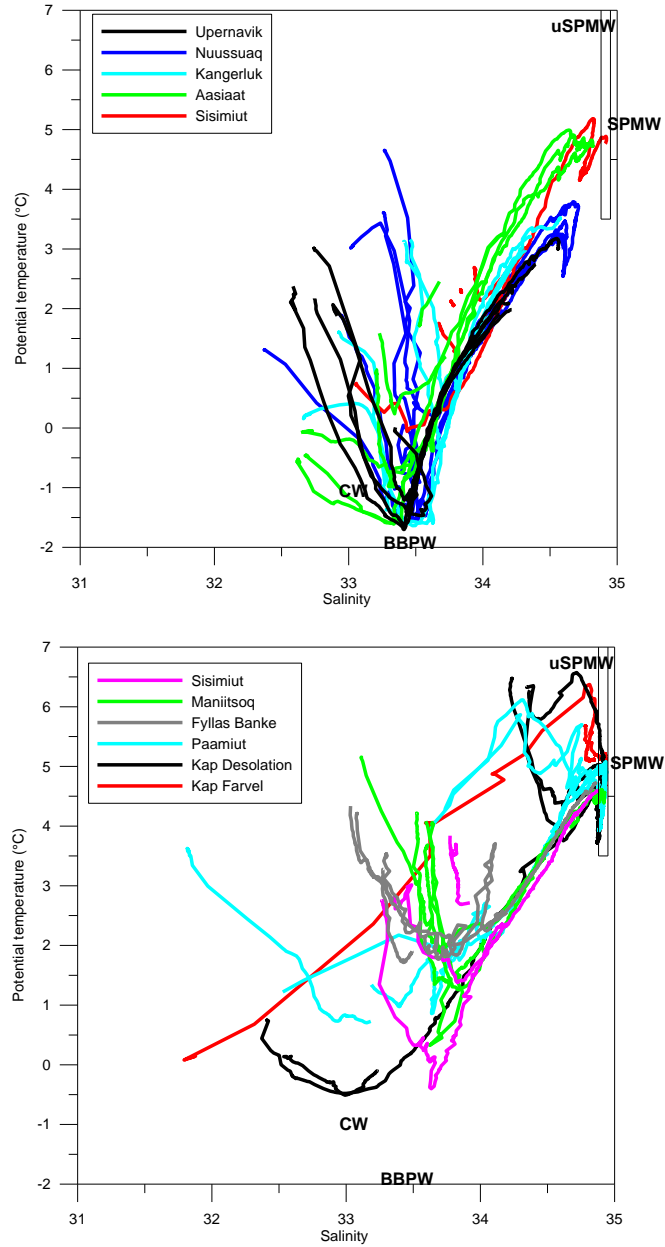 7
6
5
4
3
2
1
0
-1
-2
Potential temperature (°C)
Upernavik
Nuussuaq
Kangerluk
Aasiaat
Sisimiut
uSPMW
SPMW
CW
BBPW
31
32
33
34
35
Salinity
7
6
5
4
3
2
1
0
-1
-2
Potential temperature (°C)
Sisimiut
Maniitsoq
Fyllas Banke
Paamiut
Kap Desolation
Kap Farvel
uSPMW
SPMW
CW
BBPW
31
32
33
34
35
Salinity